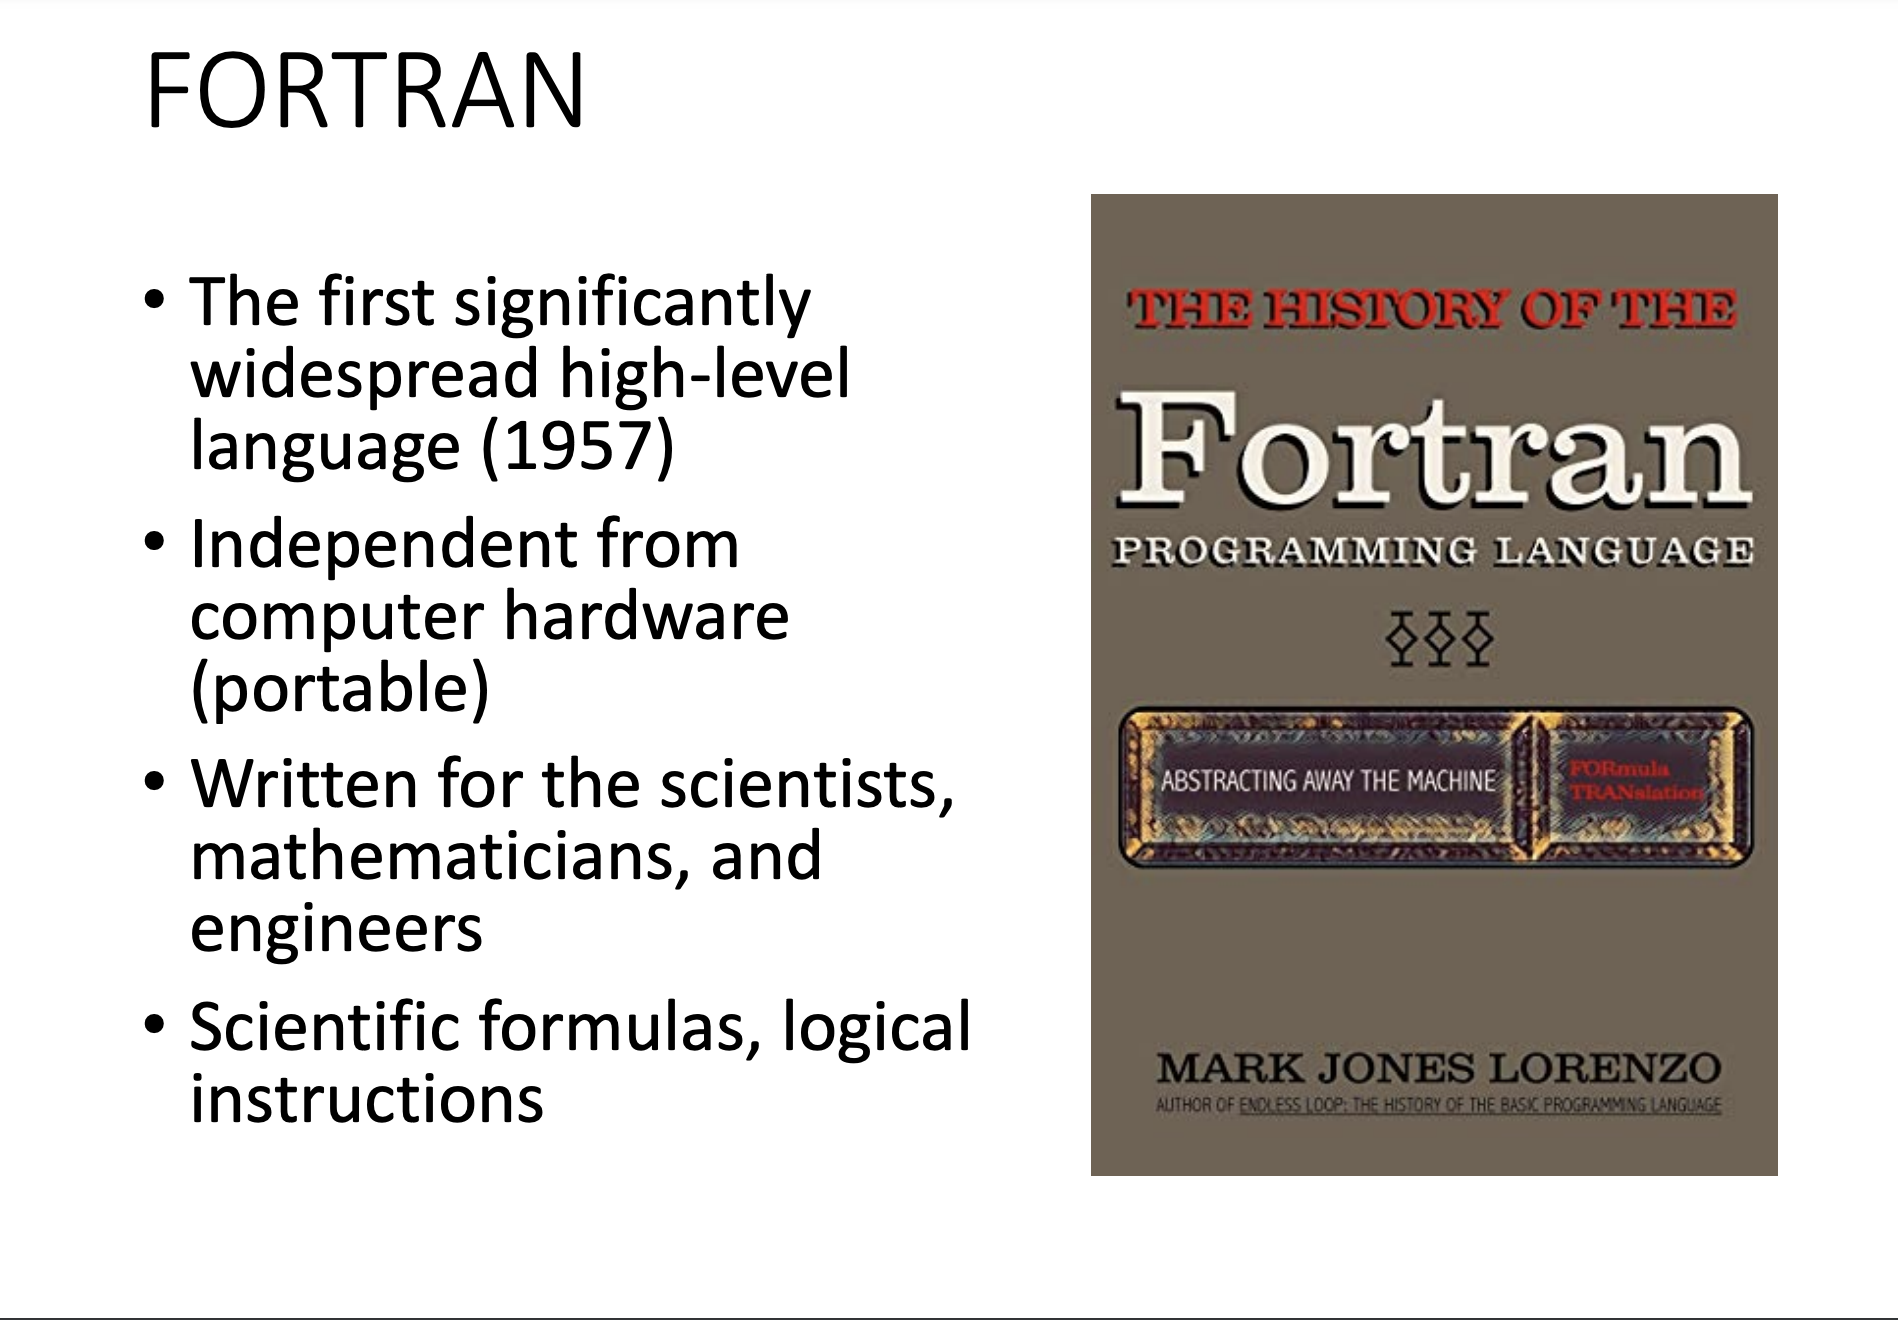 FORTRAN
• The first significantly
widespread high-level
language (1957)
• Independent from
computer hardware
(portable)
• Written for the scientists,
mathematicians, and
engineers
• Scientific formulas, logical
instructions
THE HISTORY OF THE
Fortran
PROGRAMMING LANGUAGE
ABSTRACTING AWAY THE MACHINE
FORmula
TRANslation
MARK JONES LORENZO
AUTHOR OF ENDLESS LOOP: THE HISTORY OF THE BASIC PROGRAMMING LANGUAGE